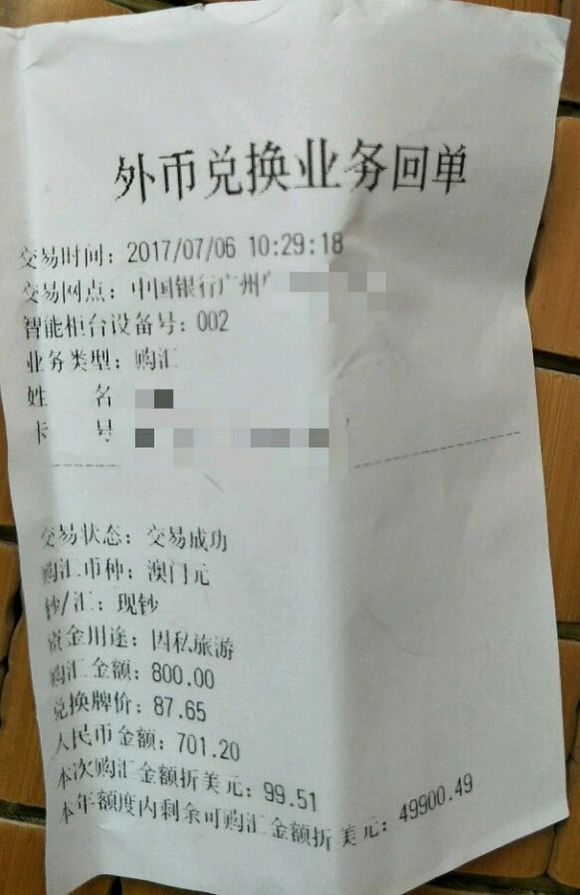 外币兑换业务回单
交易时间：2017/07/06 10:29:18
交易网点：中国银行广州
智能柜台设备号：002
业务类型：购汇
姓 名
卡 号
交易状态：交易成功
购汇币种：澳门元
钞/汇：现钞
资金用途：因私旅游
购汇金额：800.00
兑换牌价：87.65
人民币金额：701.20
本次购汇金额折美元：99.51
本年额度内剩余可购汇金额折美元：49900.49